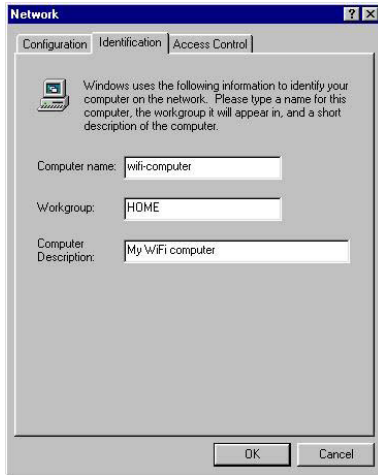 Network
Configuration Identification Access Control
Windows uses the following information to identify your
computer on the network. Please type a name for this
computer, the workgroup it will appear in, and a short
description of the computer.
Computer name: wifi-computer
Workgroup: HOME
Computer
Description: My WiFi computer
OK Cancel